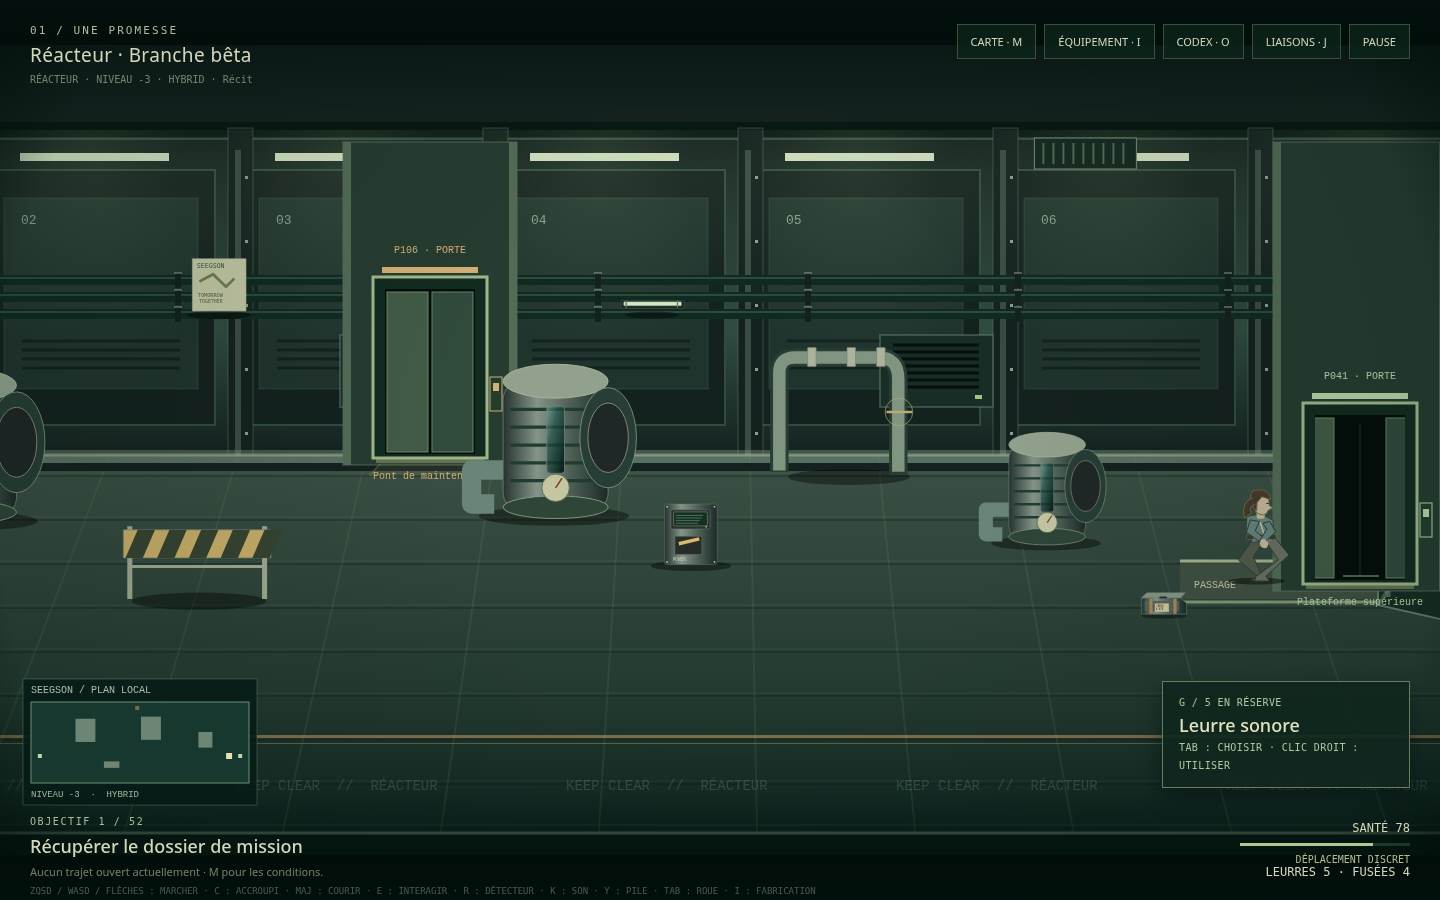 01 / UNE PROMESSE
Réacteur · Branche bêta
RÉACTEUR · NIVEAU -3 · HYBRID · Récit
CARTE · M
ÉQUIPEMENT · I
CODEX · O
LIAISONS · J
PAUSE
02
03
04
05
06
P106 · PORTE
SEEGSON
TOMORROW
TOGETHER
P041 · PORTE
Pont de mainten
PASSAGE
Plateforme supérieure
SEEGSON / PLAN LOCAL
NIVEAU -3 · HYBRID
G / 5 EN RÉSERVE
Leurre sonore
TAB : CHOISIR · CLIC DROIT :
UTILISER
EP CLEAR // RÉACTEUR
KEEP CLEAR // RÉACTEUR
KEEP CLEAR // RÉACTEUR
OBJECTIF 1 / 52
Récupérer le dossier de mission
Aucun trajet ouvert actuellement · M pour les conditions.
ZQSD / WASD / FLÈCHES : MARCHER · C : ACCROUPI · MAJ : COURIR · E : INTERAGIR · R : DÉTECTEUR · K : SON · Y : PILE · TAB : ROUE · I : FABRICATION
SANTÉ 78
DÉPLACEMENT DISCRET
LEURRES 5 · FUSÉES 4